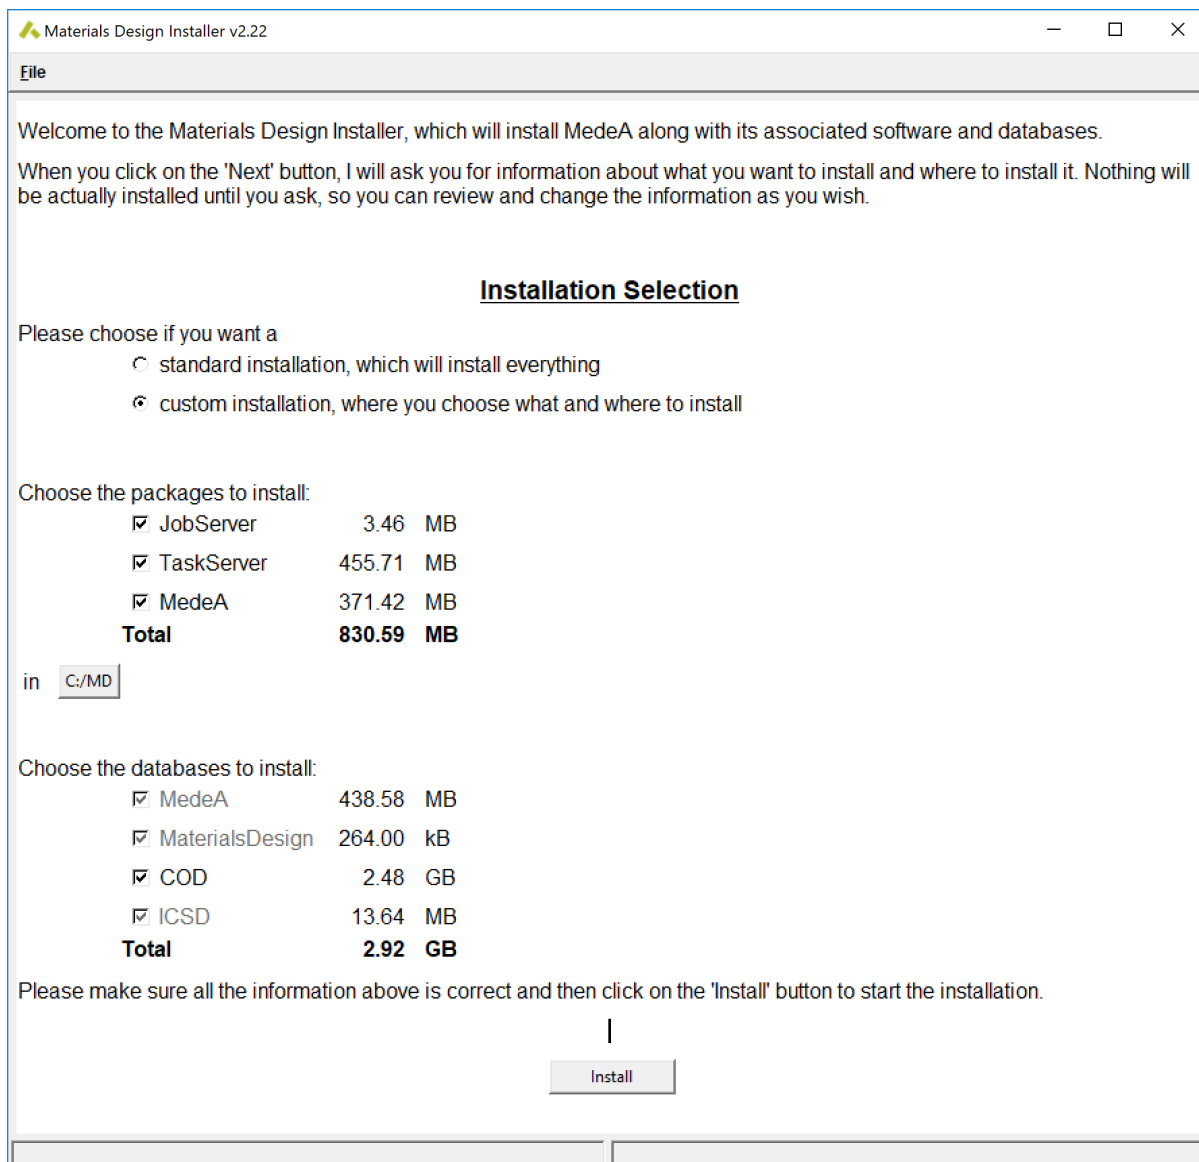 Materials Design Installer v2.22
File
Welcome to the Materials Design Installer, which will install MedeA along with its associated software and databases.
When you click on the 'Next' button, I will ask you for information about what you want to install and where to install it. Nothing will
be actually installed until you ask, so you can review and change the information as you wish.
Installation Selection
Please choose if you want a
standard installation, which will install everything
custom installation, where you choose what and where to install
Choose the packages to install:
JobServer 3.46 MB
TaskServer 455.71 MB
MedeA 371.42 MB
Total 830.59 MB
in C:/MD
Choose the databases to install:
MedeA 438.58 MB
MaterialsDesign 264.00 kB
COD 2.48 GB
ICSD 13.64 MB
Total 2.92 GB
Please make sure all the information above is correct and then click on the 'Install' button to start the installation.
Install